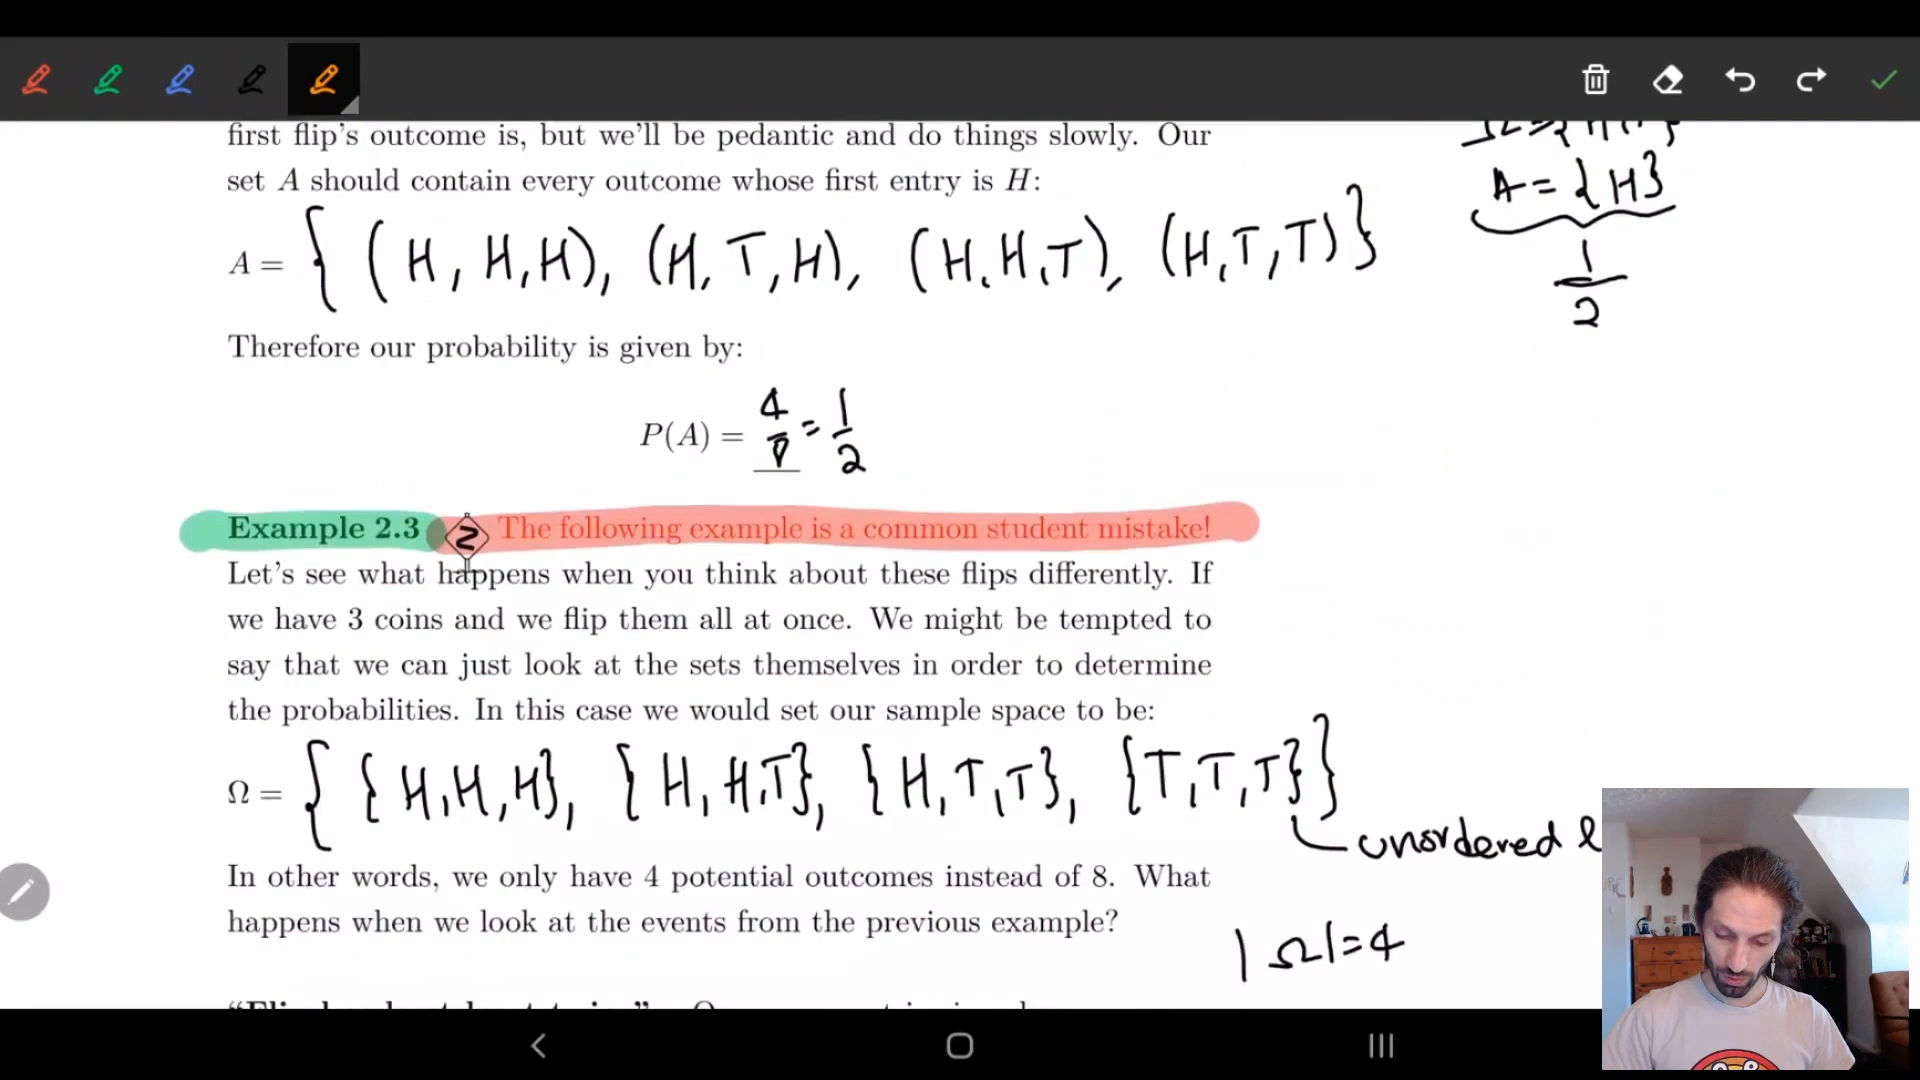 first flip's outcome is, but we'll be pedantic and do things slowly. Our
set A should contain every outcome whose first entry is H:
A = {H}
1
2
A = { (H, H, H), (H, T, H), (H, H, T), (H, T, T) }
Therefore our probability is given by:
P(A) = 4/8 = 1/2
Example 2.3 The following example is a common student mistake!
Let's see what happens when you think about these flips differently. If
we have 3 coins and we flip them all at once. We might be tempted to
say that we can just look at the sets themselves in order to determine
the probabilities. In this case we would set our sample space to be:
Ω = { {H, H, H}, {H, H, T}, {H, T, T}, {T, T, T} }
unordered
In other words, we only have 4 potential outcomes instead of 8. What
happens when we look at the events from the previous example?
|Ω| = 4